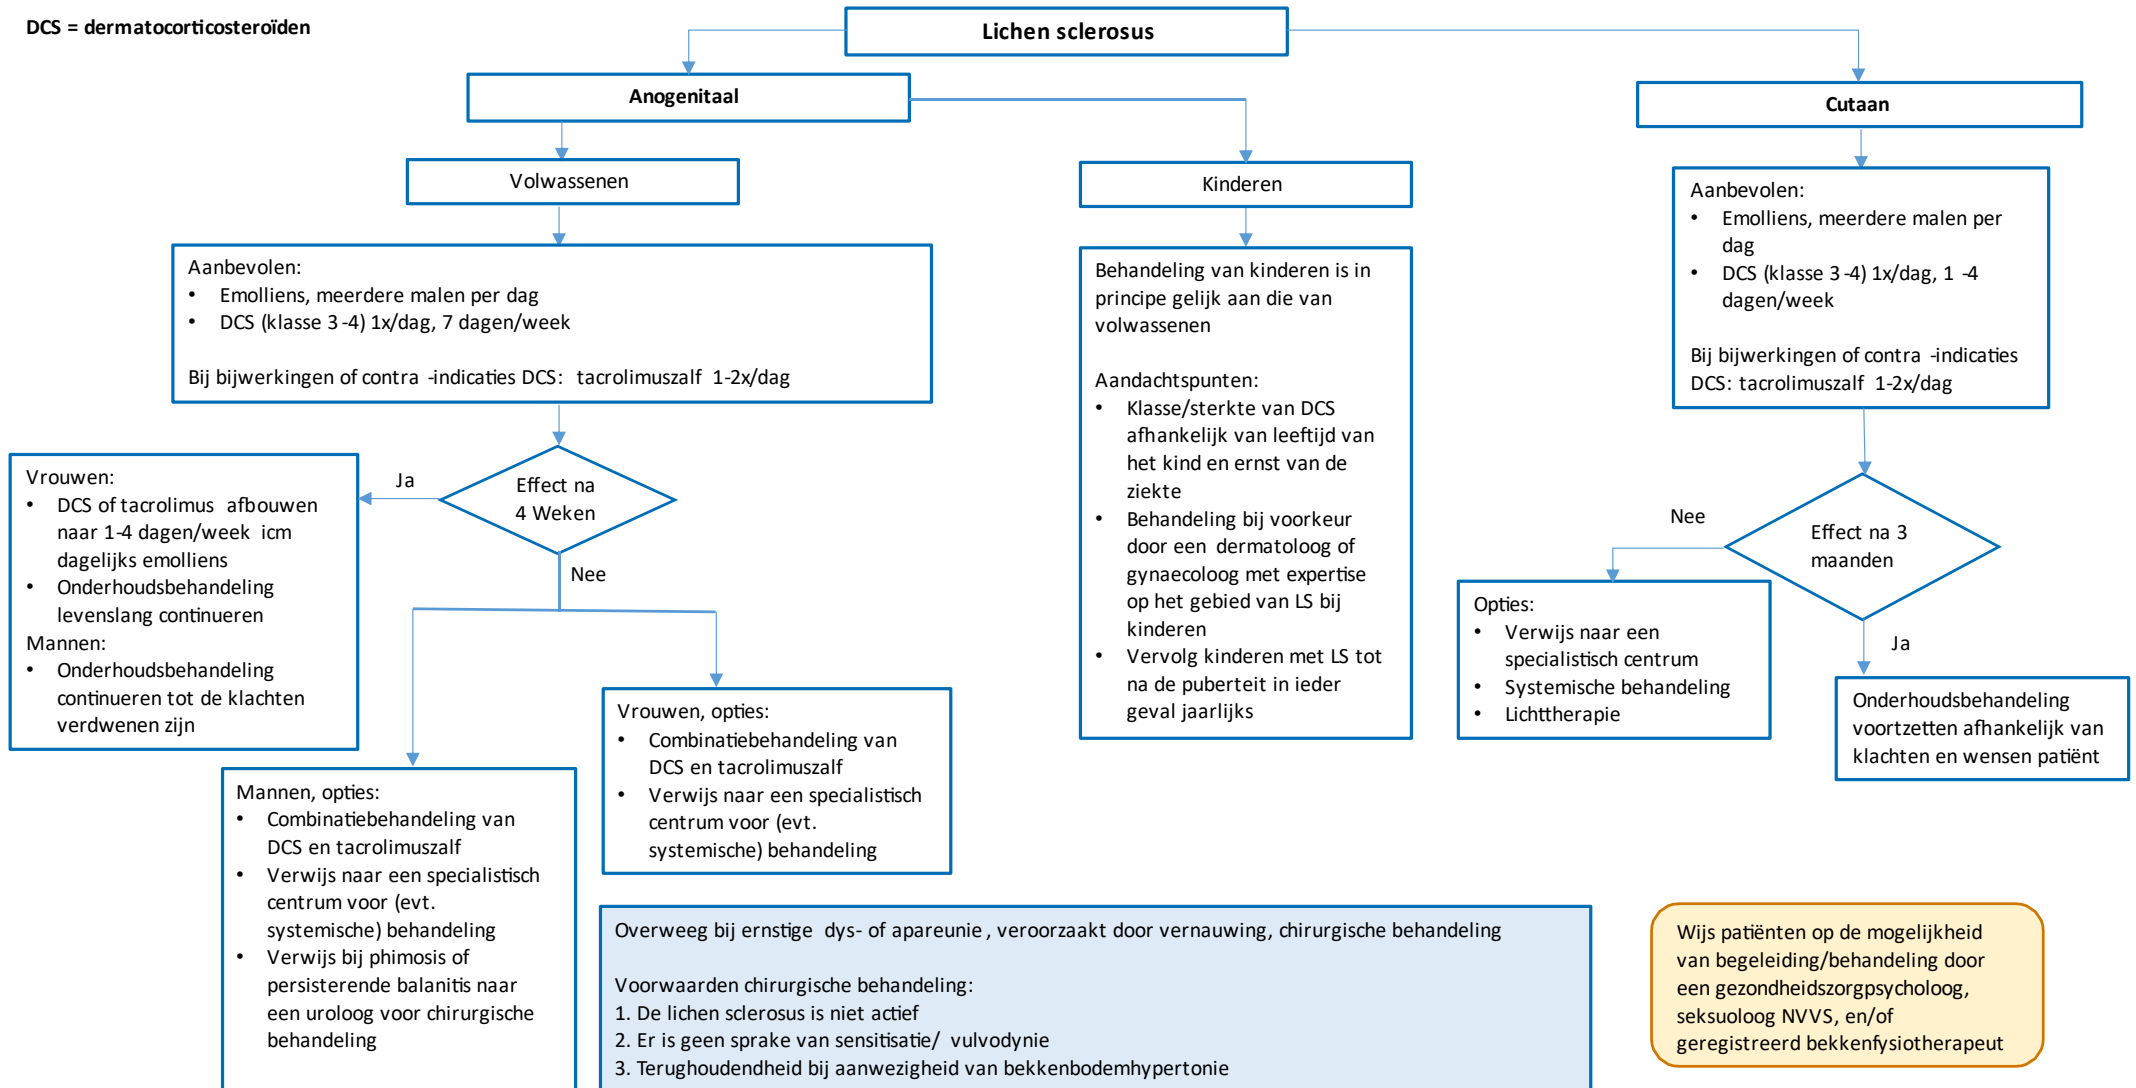 DCS = dermatocorticosteroïden
Lichen sclerosus
Anogenitaal
Cutaan
Volwassenen
Kinderen
Aanbevolen:
• Emolliens, meerdere malen per dag
• DCS (klasse 3-4) 1x/dag, 7 dagen/week
Bij bijwerkingen of contra-indicaties DCS: tacrolimuszalf 1-2x/dag
Effect na
4 Weken
Ja
Nee
Vrouwen:
• DCS of tacrolimus afbouwen
naar 1-4 dagen/week icm
dagelijks emolliens
• Onderhoudsbehandeling
levenslang continueren
Mannen:
• Onderhoudsbehandeling
continueren tot de klachten
verdwenen zijn
Mannen, opties:
• Combinatiebehandeling van
DCS en tacrolimuszalf
• Verwijs naar een specialistisch
centrum voor (evt.
systemische) behandeling
• Verwijs bij phimosis of
persisterende balanitis naar
een uroloog voor chirurgische
behandeling
Vrouwen, opties:
• Combinatiebehandeling van
DCS en tacrolimuszalf
• Verwijs naar een specialistisch
centrum voor (evt.
systemische) behandeling
Behandeling van kinderen is in
principe gelijk aan die van
volwassenen
Aandachtspunten:
• Klasse/sterkte van DCS
afhankelijk van leeftijd van
het kind en ernst van de
ziekte
• Behandeling bij voorkeur
door een dermatoloog of
gynaecoloog met expertise
op het gebied van LS bij
kinderen
• Vervolg kinderen met LS tot
na de puberteit in ieder
geval jaarlijks
Aanbevolen:
• Emolliens, meerdere malen per
dag
• DCS (klasse 3-4) 1x/dag, 1-4
dagen/week
Bij bijwerkingen of contra-indicaties
DCS: tacrolimuszalf 1-2x/dag
Effect na 3
maanden
Nee
Ja
Opties:
• Verwijs naar een
specialistisch centrum
• Systemische behandeling
• Lichttherapie
Onderhoudsbehandeling
voortzetten afhankelijk van
klachten en wensen patiënt
Overweeg bij ernstige dys- of apareunie, veroorzaakt door vernauwing, chirurgische behandeling
Voorwaarden chirurgische behandeling:
1. De lichen sclerosus is niet actief
2. Er is geen sprake van sensitisatie/ vulvodynie
3. Terughoudendheid bij aanwezigheid van bekkenbodemhypertonie
Wijs patiënten op de mogelijkheid
van begeleiding/behandeling door
een gezondheidszorgpsycholoog,
seksuoloog NVVS, en/of
geregistreerd bekkenfysiotherapeut